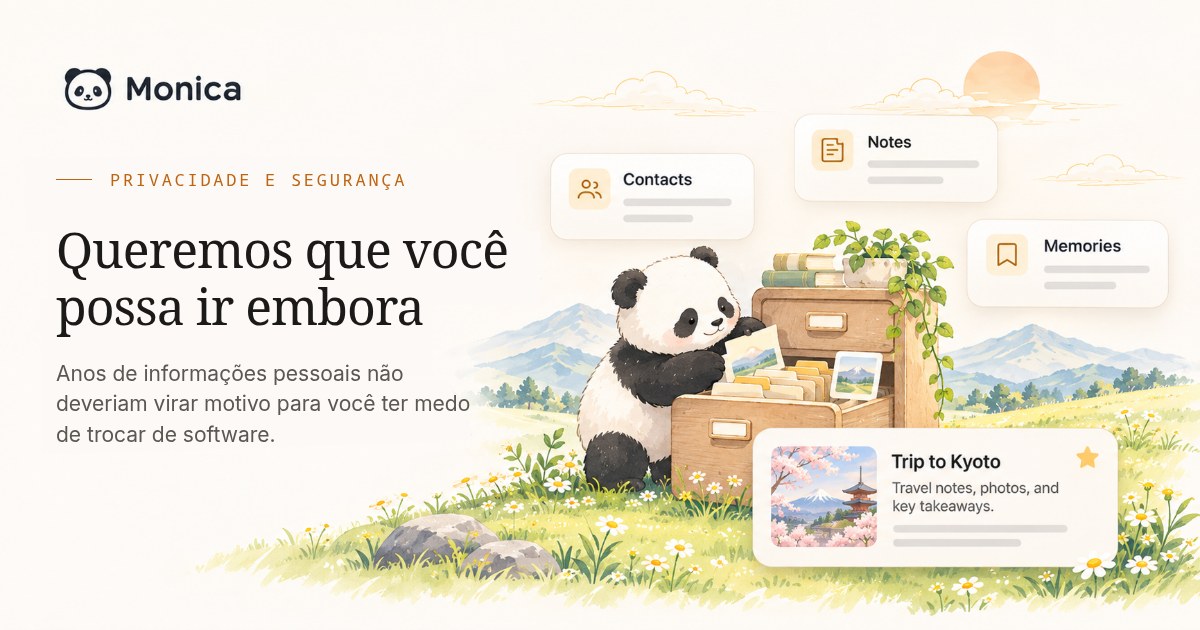 Monica
PRIVACIDADE E SEGURANÇA
Queremos que você
possa ir embora
Anos de informações pessoais não
deveriam virar motivo para você ter medo
de trocar de software.
Contacts
Notes
Memories
Trip to Kyoto
Travel notes, photos, and
key takeaways.